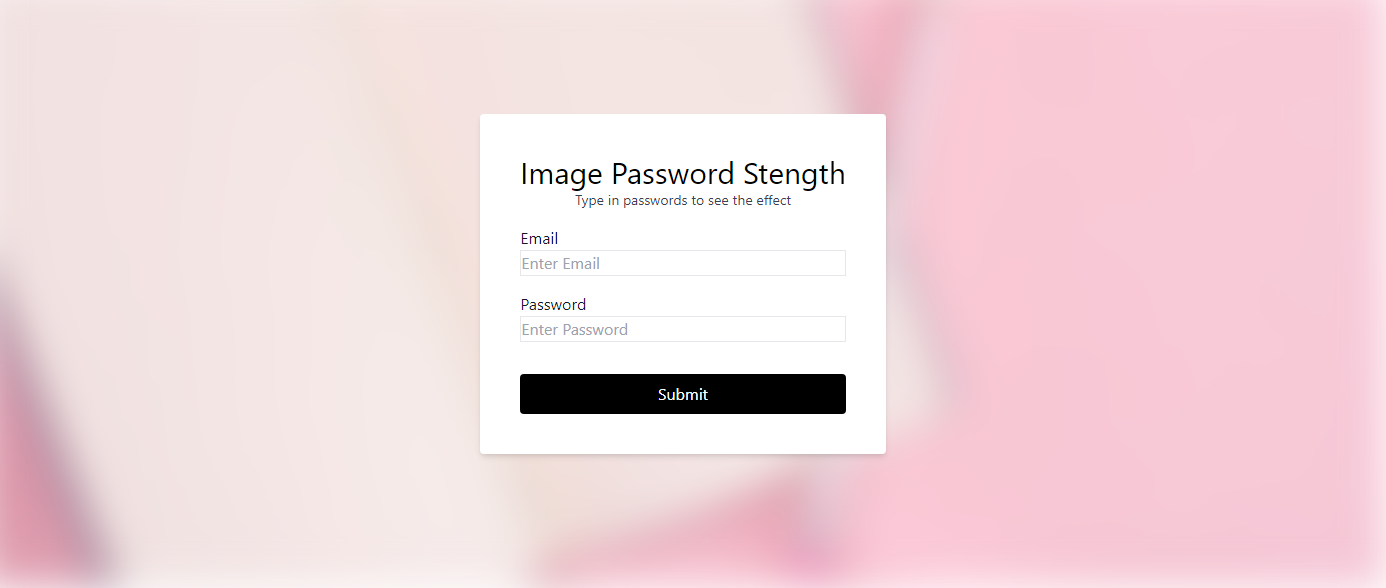 Image Password Stength
Type in passwords to see the effect
Email
Enter Email
Password
Enter Password
Submit